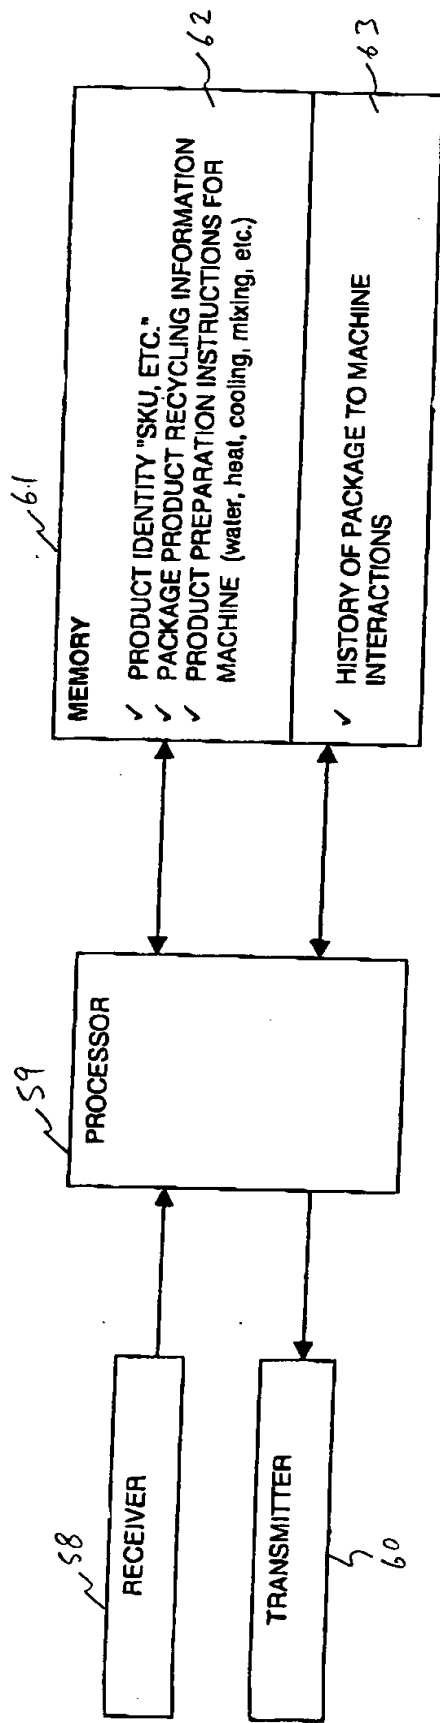 58
RECEIVER
TRANSMITTER
60
59
PROCESSOR
61
MEMORY
✓ PRODUCT IDENTITY "SKU, ETC."
✓ PACKAGE PRODUCT RECYCLING INFORMATION
✓ PRODUCT PREPARATION INSTRUCTIONS FOR
MACHINE (water, heat, cooling, mixing, etc.)
62
✓ HISTORY OF PACKAGE TO MACHINE
INTERACTIONS
63